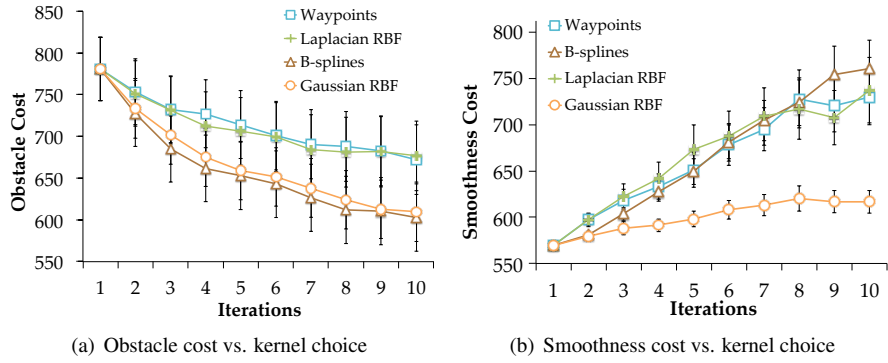 Waypoints
Laplacian RBF
B-splines
Gaussian RBF
Obstacle Cost
850
800
750
700
650
600
550
1 2 3 4 5 6 7 8 9 10
Iterations
(a) Obstacle cost vs. kernel choice
Waypoints
B-splines
Laplacian RBF
Gaussian RBF
Smoothness Cost
800
750
700
650
600
550
1 2 3 4 5 6 7 8 9 10
Iterations
(b) Smoothness cost vs. kernel choice